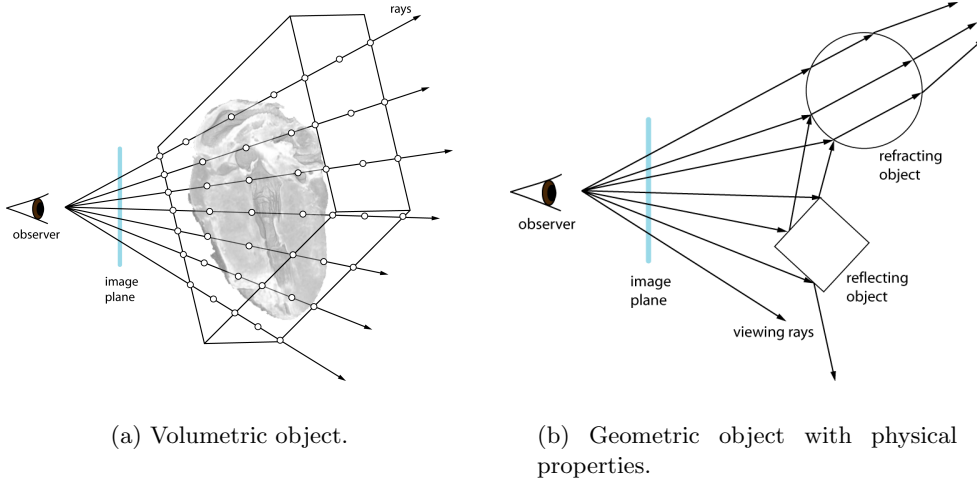 rays
observer
image
plane
(a) Volumetric object.
refracting
object
observer
image
plane
reflecting
object
viewing rays
(b) Geometric object with physical
properties.